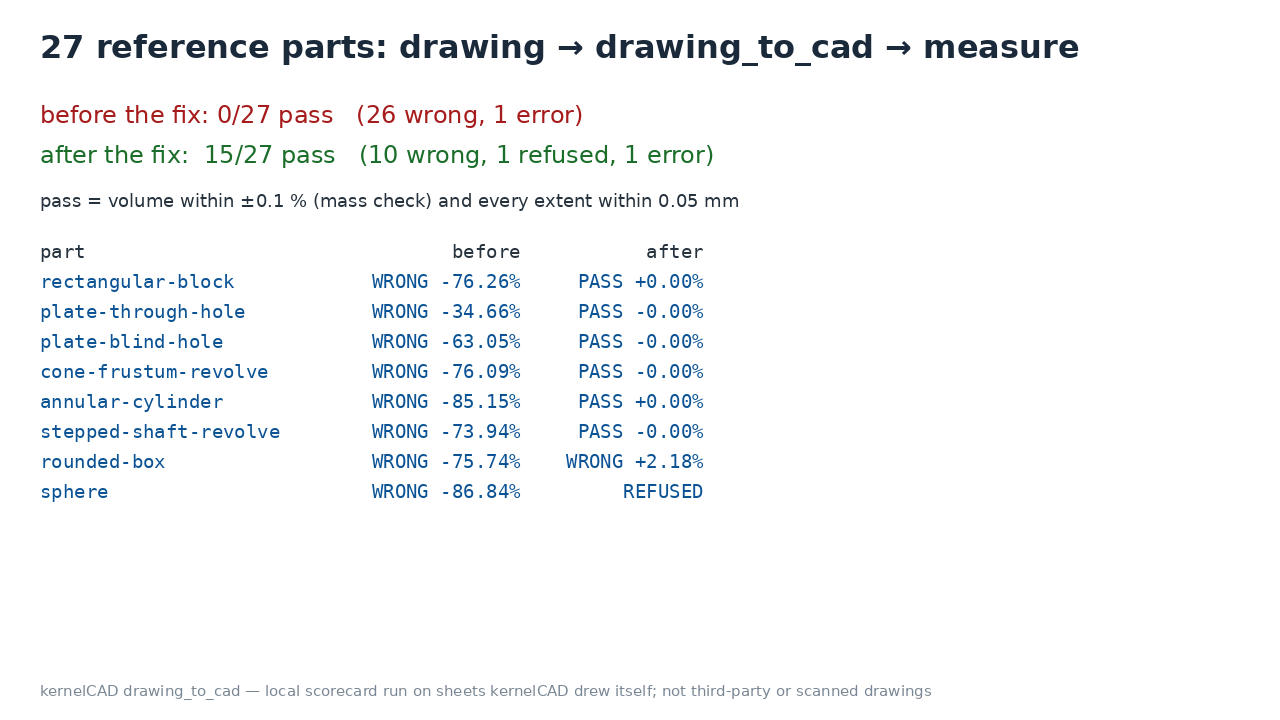 27 reference parts: drawing → drawing_to_cad → measure
before the fix: 0/27 pass (26 wrong, 1 error)
after the fix: 15/27 pass (10 wrong, 1 refused, 1 error)
pass = volume within ±0.1 % (mass check) and every extent within 0.05 mm
part before after
rectangular-block WRONG -76.26% PASS +0.00%
plate-through-hole WRONG -34.66% PASS -0.00%
plate-blind-hole WRONG -63.05% PASS -0.00%
cone-frustum-revolve WRONG -76.09% PASS -0.00%
annular-cylinder WRONG -85.15% PASS +0.00%
stepped-shaft-revolve WRONG -73.94% PASS -0.00%
rounded-box WRONG -75.74% WRONG +2.18%
sphere WRONG -86.84% REFUSED
kernelCAD drawing_to_cad — local scorecard run on sheets kernelCAD drew itself; not third-party or scanned drawings